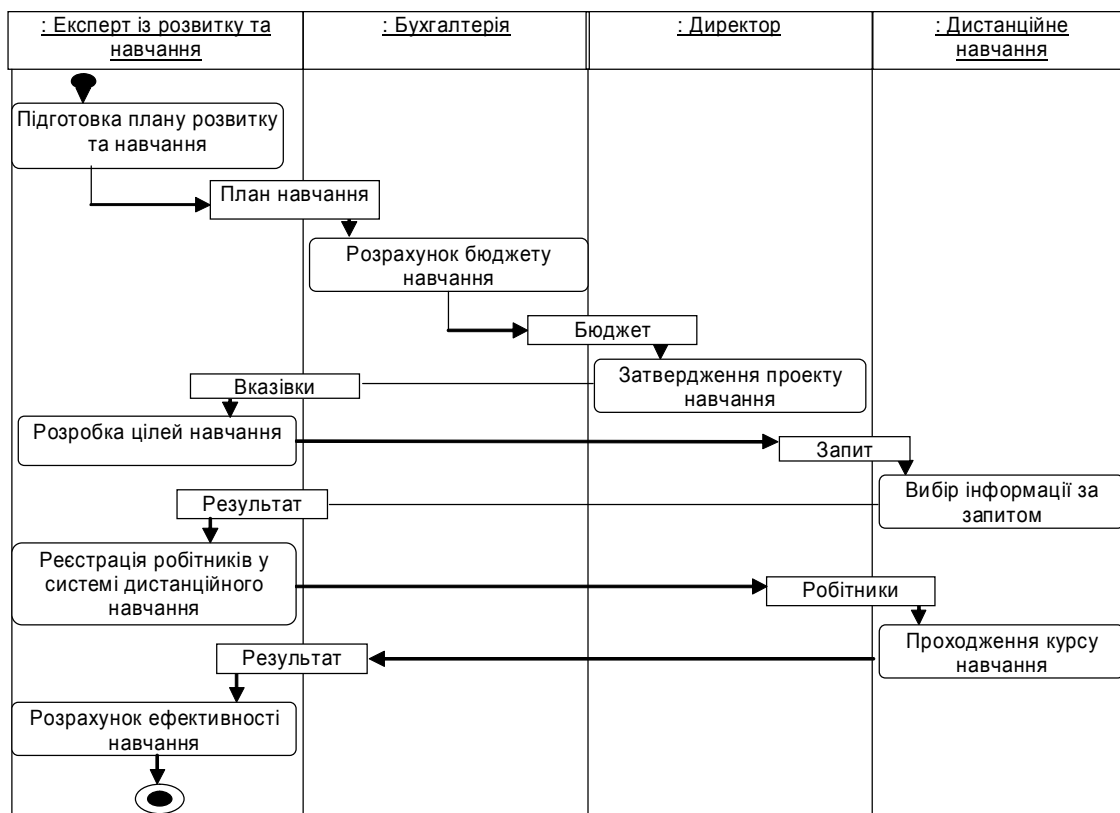 : Експерт із розвитку та
навчання
: Бухгалтерія
: Директор
: Дистанційне
навчання
Підготовка плану розвитку
та навчання
План навчання
Розрахунок бюджету
навчання
Бюджет
Затвердження проекту
навчання
Вказівки
Розробка цілей навчання
Запит
Вибір інформації за
запитом
Результат
Реєстрація робітників у
системі дистанційного
навчання
Робітники
Проходження курсу
навчання
Результат
Розрахунок ефективності
навчання